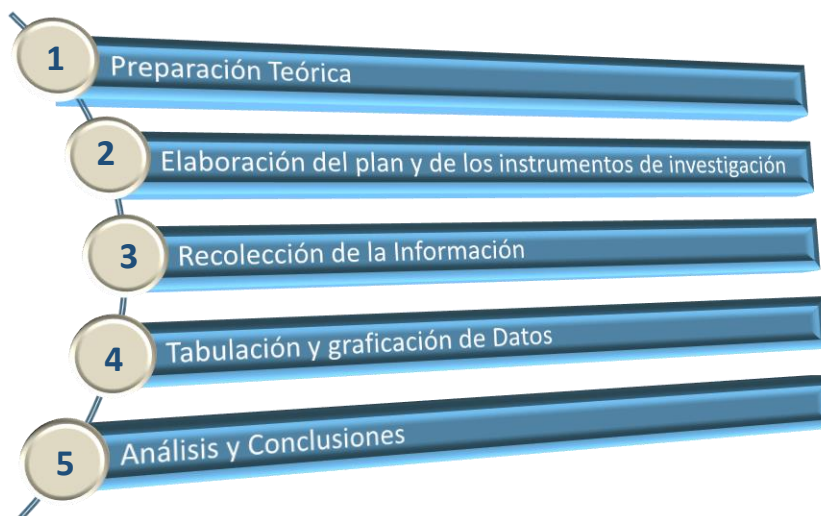 1 Preparación Teórica
2 Elaboración del plan y de los instrumentos de investigación
3 Recolección de la Información
4 Tabulación y graficación de Datos
5 Análisis y Conclusiones